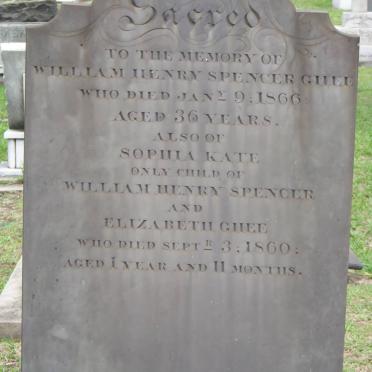 Sacred
TO THE MEMORY OF
WILLIAM HENRY SPENCER GHEE
WHO DIED JANY 9, 1866.
AGED 36 YEARS.
ALSO OF
SOPHIA KATE
ONLY CHILD OF
WILLIAM HENRY SPENCER
AND
ELIZABETH GHEE
WHO DIED SEPTR 3, 1860:
AGED 1 YEAR AND 11 MONTHS.